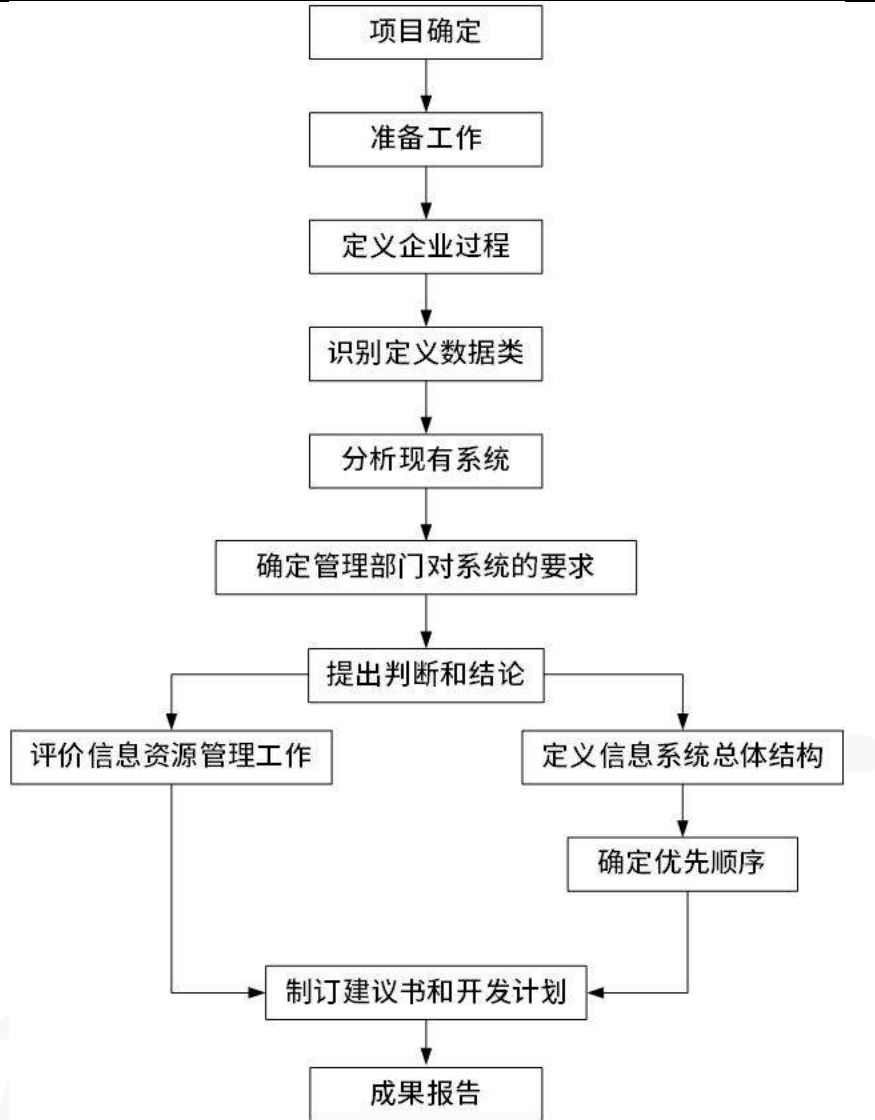 项目确定
准备工作
定义企业过程
识别定义数据类
分析现有系统
确定管理部门对系统的要求
提出判断和结论
评价信息资源管理工作
定义信息系统总体结构
确定优先顺序
制订建议书和开发计划
成果报告